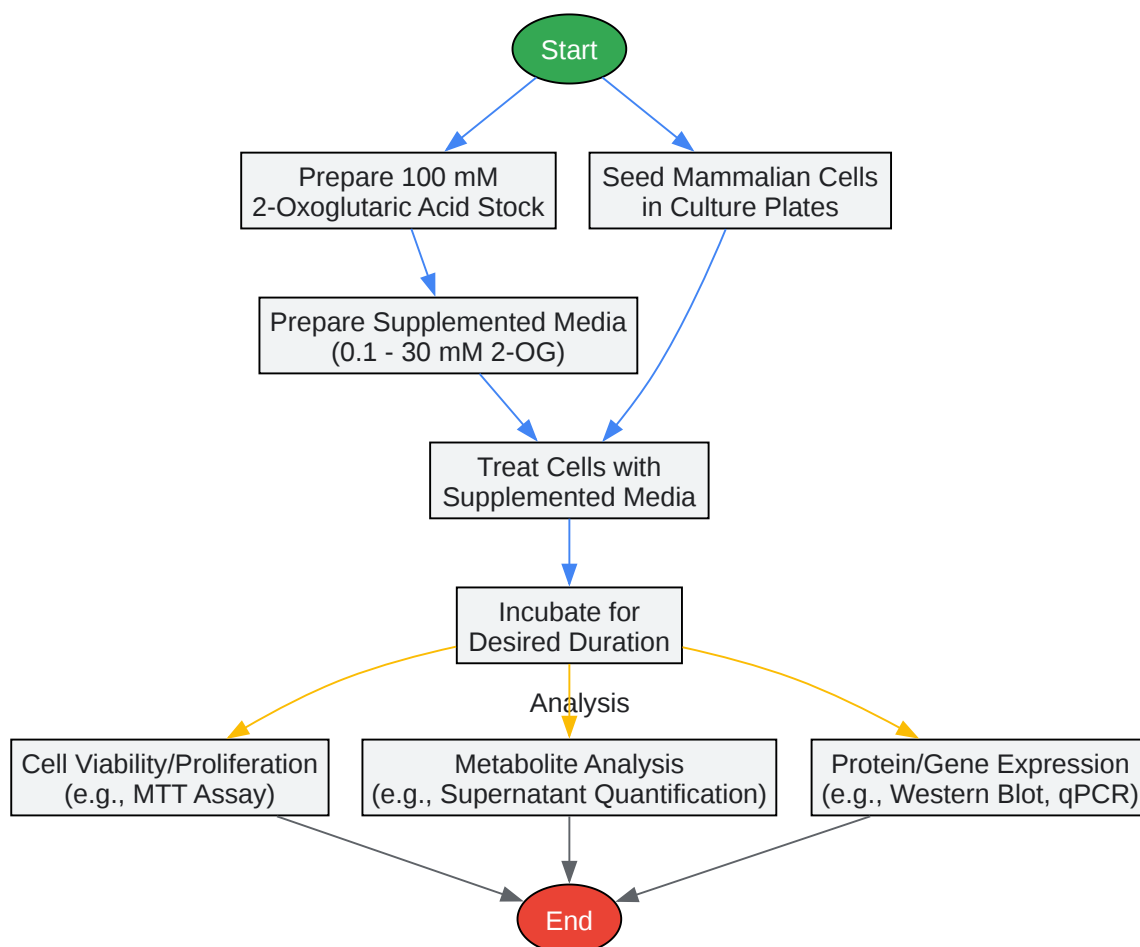 Start
Prepare 100 mM
2-Oxoglutaric Acid Stock
Seed Mammalian Cells
in Culture Plates
Prepare Supplemented Media
(0.1 - 30 mM 2-OG)
Treat Cells with
Supplemented Media
Incubate for
Desired Duration
Analysis
Cell Viability/Proliferation
(e.g., MTT Assay)
Metabolite Analysis
(e.g., Supernatant Quantification)
Protein/Gene Expression
(e.g., Western Blot, qPCR)
End